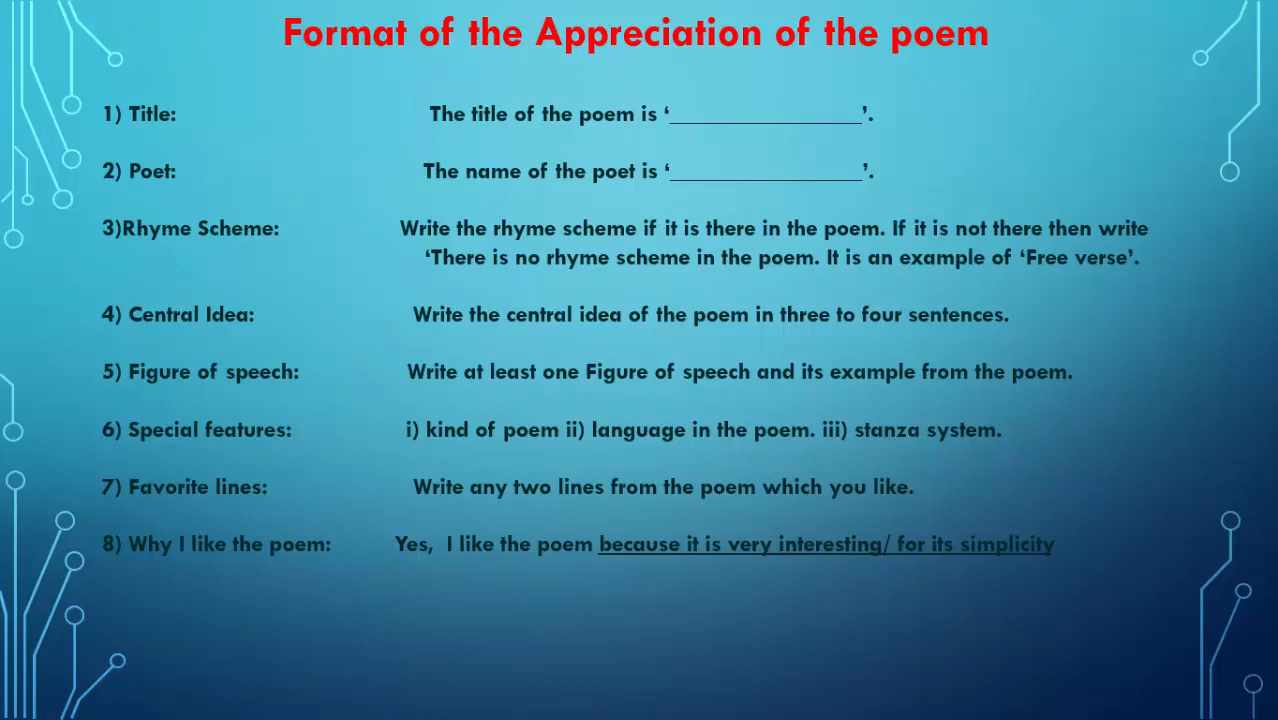 Format of the Appreciation of the poem
1) Title: The title of the poem is ‘________________’.
2) Poet: The name of the poet is ‘________________’.
3)Rhyme Scheme: Write the rhyme scheme if it is there in the poem. If it is not there then write
‘There is no rhyme scheme in the poem. It is an example of ‘Free verse’.
4) Central Idea: Write the central idea of the poem in three to four sentences.
5) Figure of speech: Write at least one Figure of speech and its example from the poem.
6) Special features: i) kind of poem ii) language in the poem. iii) stanza system.
7) Favorite lines: Write any two lines from the poem which you like.
8) Why I like the poem: Yes, I like the poem because it is very interesting/ for its simplicity